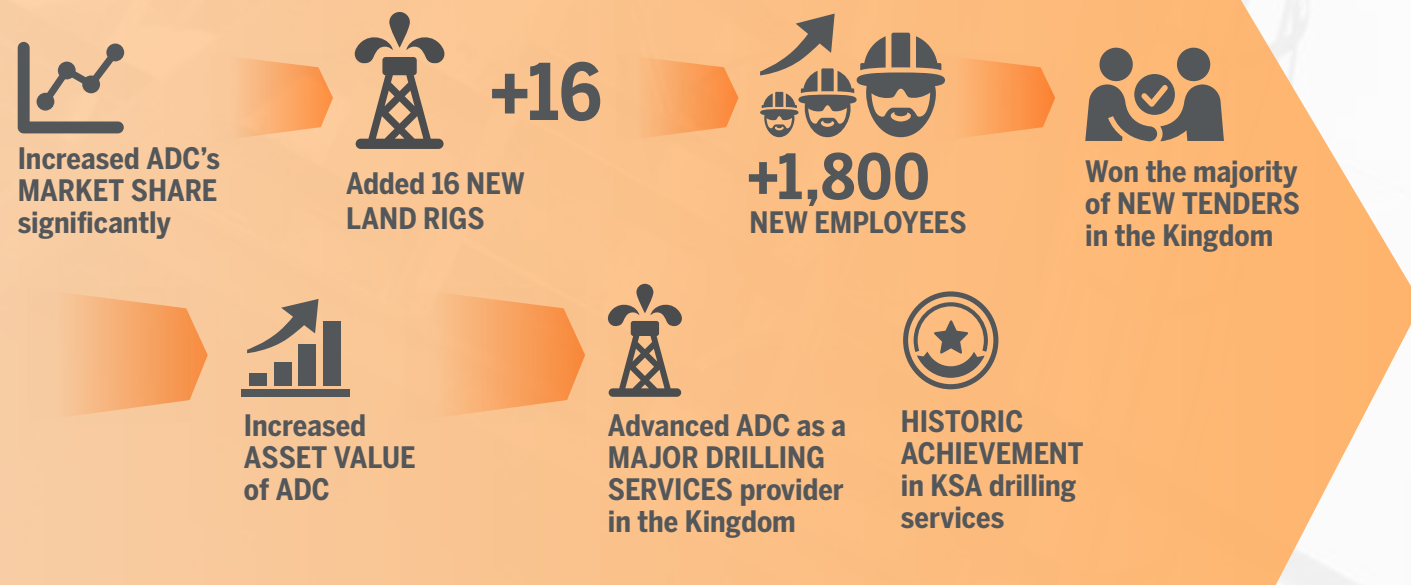 Increased ADC's
MARKET SHARE
significantly
+16
Added 16 NEW
LAND RIGS
+1,800
NEW EMPLOYEES
Won the majority
of NEW TENDERS
in the Kingdom
Increased
ASSET VALUE
of ADC
Advanced ADC as a
MAJOR DRILLING
SERVICES provider
in the Kingdom
HISTORIC
ACHIEVEMENT
in KSA drilling
services